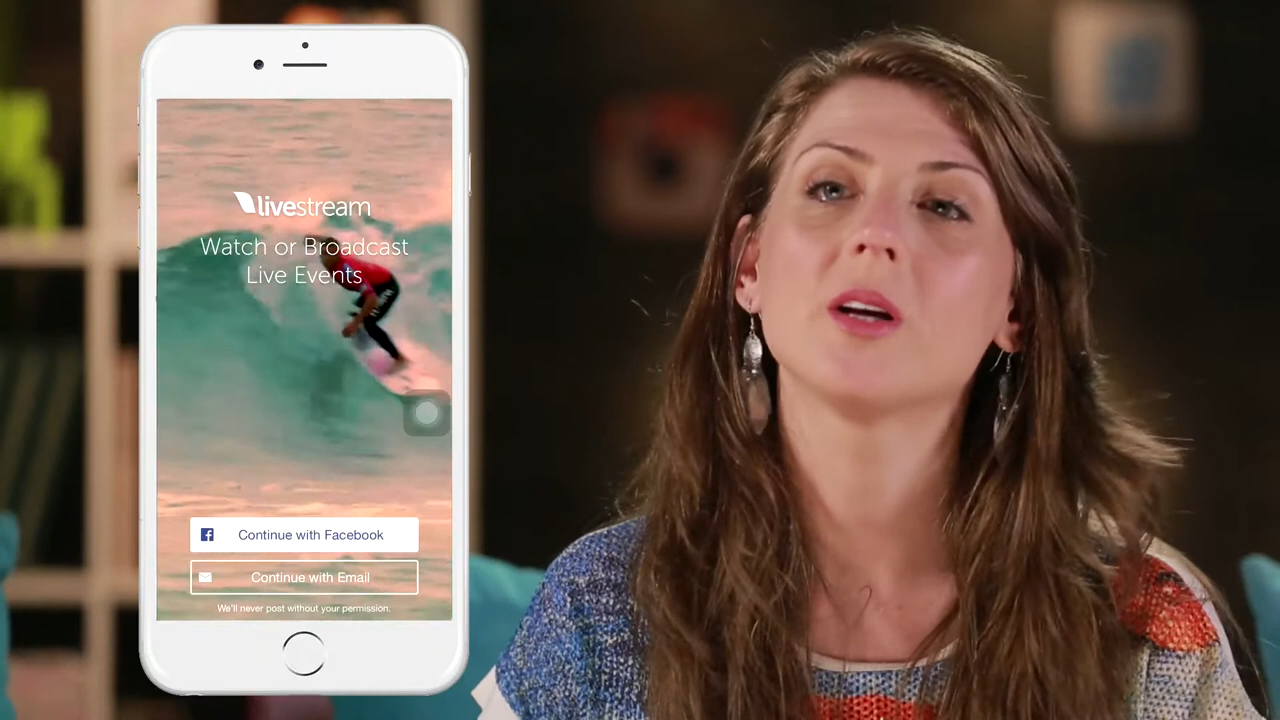 livestream
Watch or Broadcast
Live Events
Continue with Facebook
Continue with Email
We'll never post without your permission.